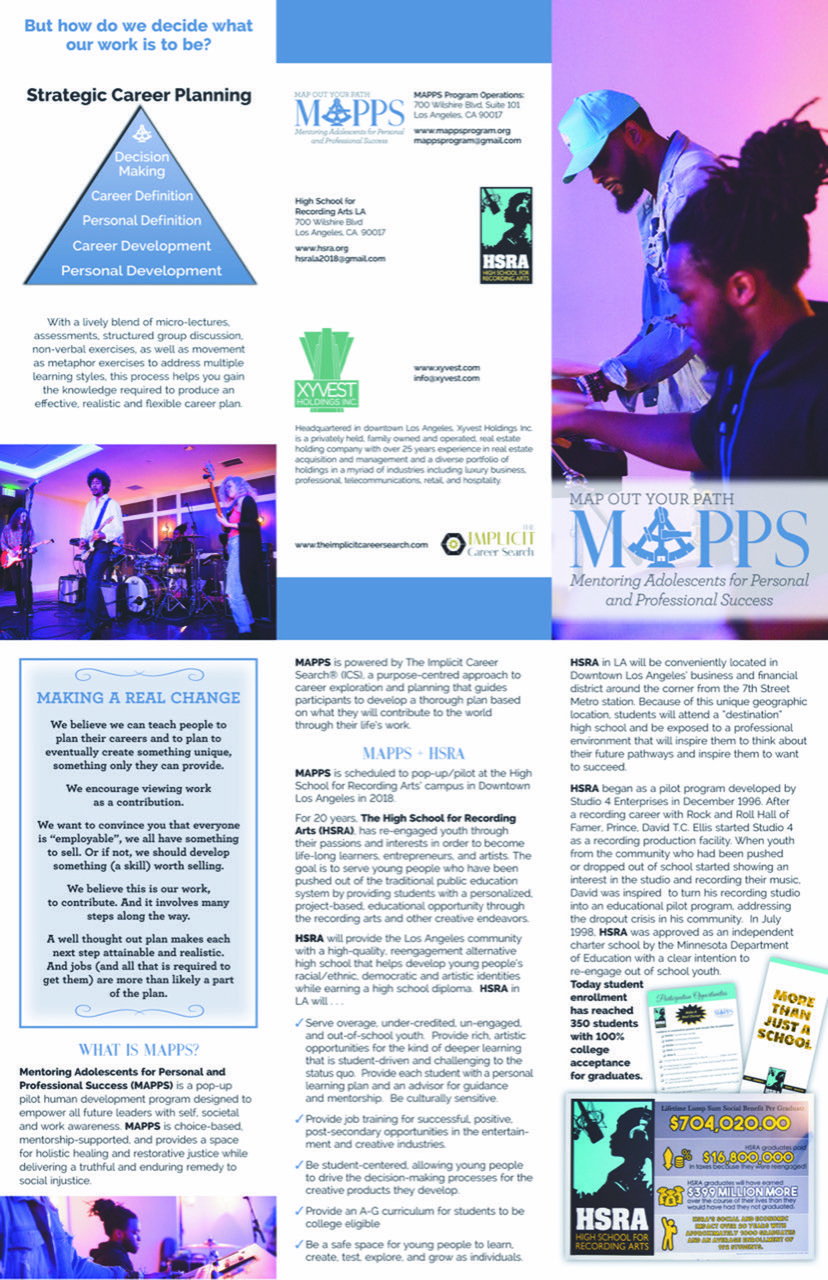 But how do we decide what
our work is to be?
Strategic Career Planning
Decision
Making
Career Definition
Personal Definition
Career Development
Personal Development
With a lively blend of micro-lectures,
assessments, structured group discussion,
non-verbal exercises, as well as movement
as metaphor exercises to address multiple
learning styles, this process helps you gain
the knowledge required to produce an
effective, realistic and flexible career plan.
MAP OUT YOUR PATH
MAPPS
Mentoring Adolescents for Personal
and Professional Success
MAPPS Program Operations:
700 Wilshire Blvd, Suite 101
Los Angeles, CA 90017
www.mappsprogram.org
mappsprogram@gmail.com
High School for
Recording Arts LA
700 Wilshire Blvd
Los Angeles, CA. 90017
www.hsra.org
hsrala2018@gmail.com
HSRA
HIGH SCHOOL FOR
RECORDING ARTS
XYVEST
HOLDINGS INC.
www.xyvest.com
info@xyvest.com
Headquartered in downtown Los Angeles, Xyvest Holdings Inc.
is a privately held, family owned and operated, real estate
holding company with over 25 years experience in real estate
acquisition and management and a diverse portfolio of
holdings in a myriad of industries including luxury business,
professional, telecommunications, retail, and hospitality.
www.theimplicitcareersearch.com
THE
IMPLICIT
Career Search
MAP OUT YOUR PATH
MAPPS
Mentoring Adolescents for Personal
and Professional Success
MAKING A REAL CHANGE
We believe we can teach people to
plan their careers and to plan to
eventually create something unique,
something only they can provide.
We encourage viewing work
as a contribution.
We want to convince you that everyone
is "employable", we all have something
to sell. Or if not, we should develop
something (a skill) worth selling.
We believe this is our work,
to contribute. And it involves many
steps along the way.
A well thought out plan makes each
next step attainable and realistic.
And jobs (and all that is required to
get them) are more than likely a part
of the plan.
WHAT IS MAPPS?
Mentoring Adolescents for Personal and
Professional Success (MAPPS) is a pop-up
pilot human development program designed to
empower all future leaders with self, societal
and work awareness. MAPPS is choice-based,
mentorship-supported, and provides a space
for holistic healing and restorative justice while
delivering a truthful and enduring remedy to
social injustice.
MAPPS is powered by The Implicit Career
Search® (ICS), a purpose-centred approach to
career exploration and planning that guides
participants to develop a thorough plan based
on what they will contribute to the world
through their life's work.
MAPPS + HSRA
MAPPS is scheduled to pop-up/pilot at the High
School for Recording Arts' campus in Downtown
Los Angeles in 2018.
For 20 years, The High School for Recording
Arts (HSRA), has re-engaged youth through
their passions and interests in order to become
life-long learners, entrepreneurs, and artists. The
goal is to serve young people who have been
pushed out of the traditional public education
system by providing with a personalized,
project-based, educational opportunity through
the recording arts and other creative endeavors.
HSRA will provide the Los Angeles community
with a high-quality, reengagement alternative
high school that helps develop young people's
racial/ethnic, democratic and artistic identities
while earning a high school diploma. HSRA in
LA will . . .
✓ Serve overage, under-credited, un-engaged,
and out-of-school youth. Provide rich, artistic
opportunities for the kind of deeper learning
that is student-driven and challenging to the
status quo. Provide each student with a personal
learning plan and an advisor for guidance
and mentorship. Be culturally sensitive.
✓ Provide job training for successful, positive,
post-secondary opportunities in the entertain-
ment and creative industries.
✓ Be student-centered, allowing young people
to drive the decision-making processes for the
creative products they develop.
✓ Provide an A-G curriculum for students to be
college eligible
✓ Be a safe space for young people to learn,
create, test, explore, and grow as individuals.
HSRA in LA will be conveniently located in
Downtown Los Angeles' business and financial
district around the corner from the 7th Street
Metro station. Because of this unique geographic
location, students will attend a "destination"
high school and be exposed to a professional
environment that will inspire them to think about
their future pathways and inspire them to want
to succeed.
HSRA began as a pilot program developed by
Studio 4 Enterprises in December 1996. After
a recording career with Rock and Roll Hall of
Famer, Prince, David T.C. Ellis started Studio 4
as a recording production facility. When youth
from the community who had been pushed
or dropped out of school started showing an
interest in the studio and recording their music,
David was inspired to turn his recording studio
into an educational pilot program, addressing
the dropout crisis in his community. In July
1998, HSRA was approved as an independent
charter school by the Minnesota Department
of Education with a clear intention to
re-engage out of school youth.
Today student
enrollment
has reached
350 students
with 100%
college
acceptance
for graduates.
Participation Opportunities
MAPPS
MORE
THAN
JUST A
SCHOOL
HSRA
HIGH SCHOOL FOR
RECORDING ARTS
Lifetime Lump Sum Social Benefit Per Graduate
$704,020.00
HSRA graduates paid
$16,800,000
in taxes because they were reengaged!
HSRA graduates will have earned
$399 MILLION MORE
over the course of their lives than they
would have had they not graduated.
HSRA'S SOCIAL AND ECONOMIC
IMPACT OVER 20 YEARS WITH
APPROXIMATELY 2000 GRADUATES
AND AN AVERAGE ENROLLMENT OF
STUDENTS.